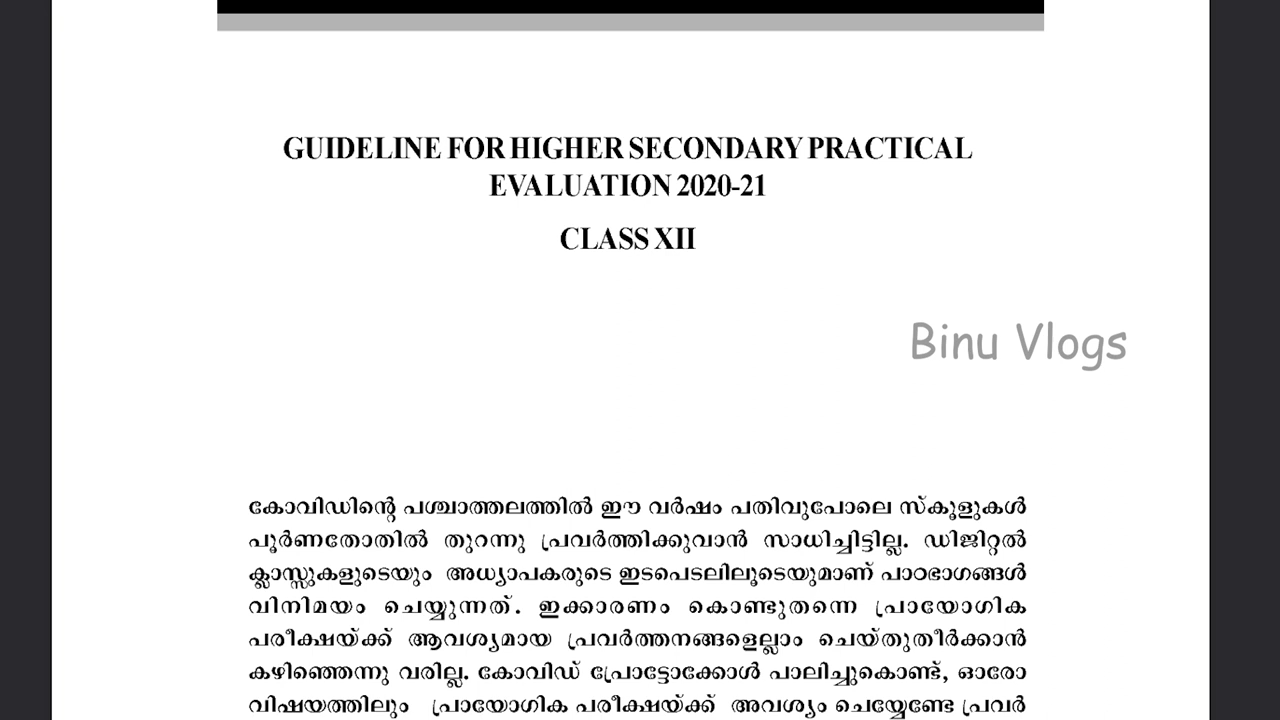 GUIDELINE FOR HIGHER SECONDARY PRACTICAL
EVALUATION 2020-21
CLASS XII
Binu Vlogs
കോവിഡിന്റെ പശ്ചാത്തലത്തിൽ ഈ വർഷം പതിവുപോലെ സ്കൂളുകൾ
പൂർണതോതിൽ തുറന്നു പ്രവർത്തിക്കുവാൻ സാധിച്ചിട്ടില്ല. ഡിജിറ്റൽ
ക്ലാസ്സുകളുടെയും അധ്യാപകരുടെ ഇടപെടലിലൂടെയുമാണ് പാഠഭാഗങ്ങൾ
വിനിമയം ചെയ്യുന്നത്. ഇക്കാരണം കൊണ്ടുതന്നെ പ്രായോഗിക
പരീക്ഷയ്ക്ക് ആവശ്യമായ പ്രവർത്തനങ്ങളെല്ലാം ചെയ്തുതീർക്കാൻ
കഴിഞ്ഞെന്നു വരില്ല. കോവിഡ് പ്രോട്ടോക്കോൾ പാലിച്ചുകൊണ്ട്, ഓരോ
വിഷയത്തിലും പ്രായോഗിക പരീക്ഷയ്ക്ക് അവശ്യം ചെയ്യേണ്ടേ പ്രവർ